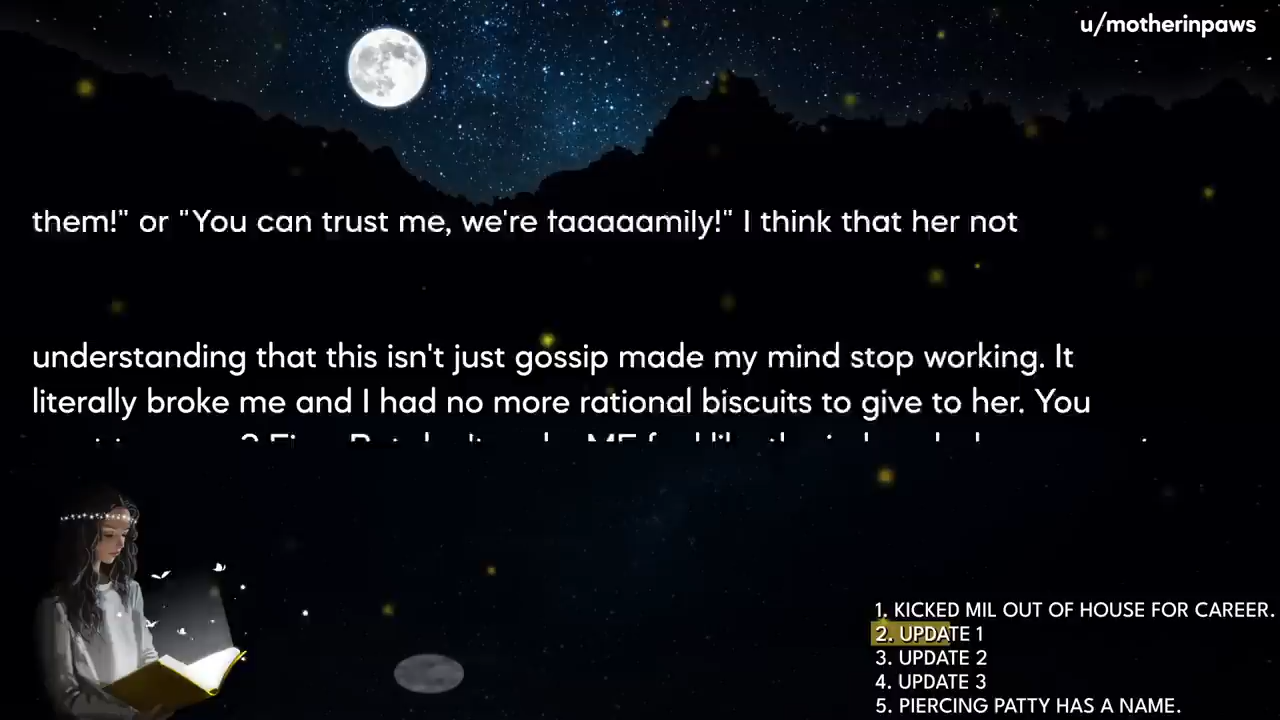 u/motherinpaws
them!" or "You can trust me, we're faaaaamily!" I think that her not
understanding that this isn't just gossip made my mind stop working. It
literally broke me and I had no more rational biscuits to give to her. You
1. KICKED MIL OUT OF HOUSE FOR CAREER.
2. UPDATE 1
3. UPDATE 2
4. UPDATE 3
5. PIERCING PATTY HAS A NAME.